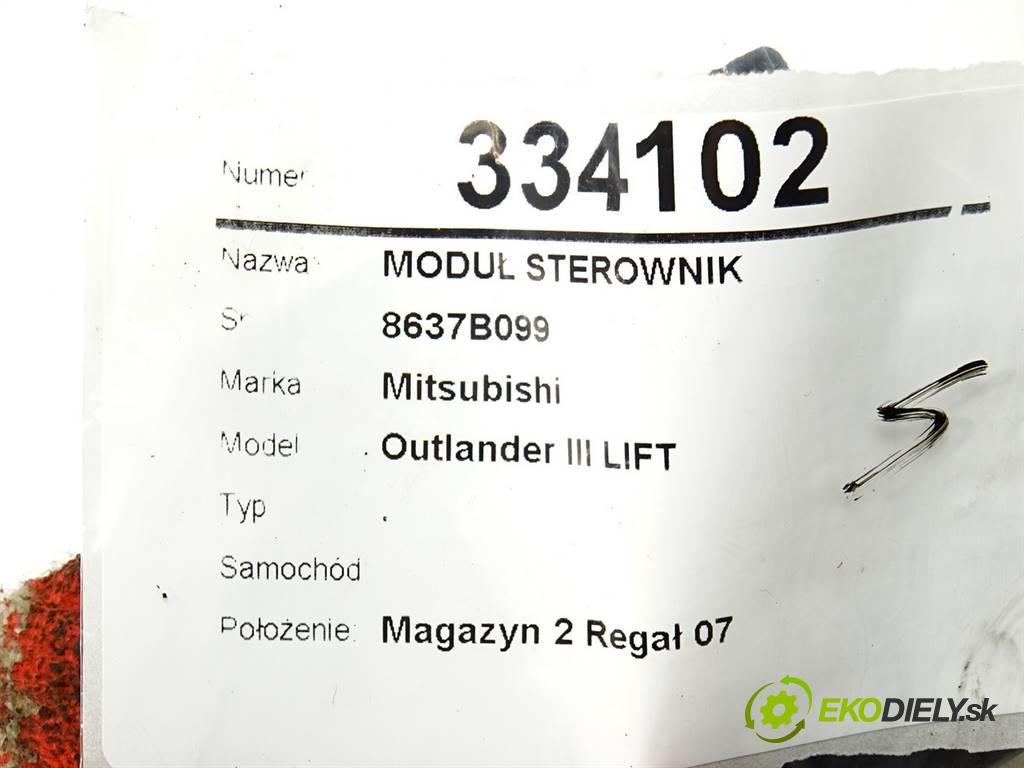 Numer 334102
Nazwa: MODUŁ STEROWNIK
Sr 8637B099
Marka Mitsubishi
Model Outlander III LIFT
Typ .
Samochód
Położenie: Magazyn 2 Regał 07
S
EKODIELY.sk